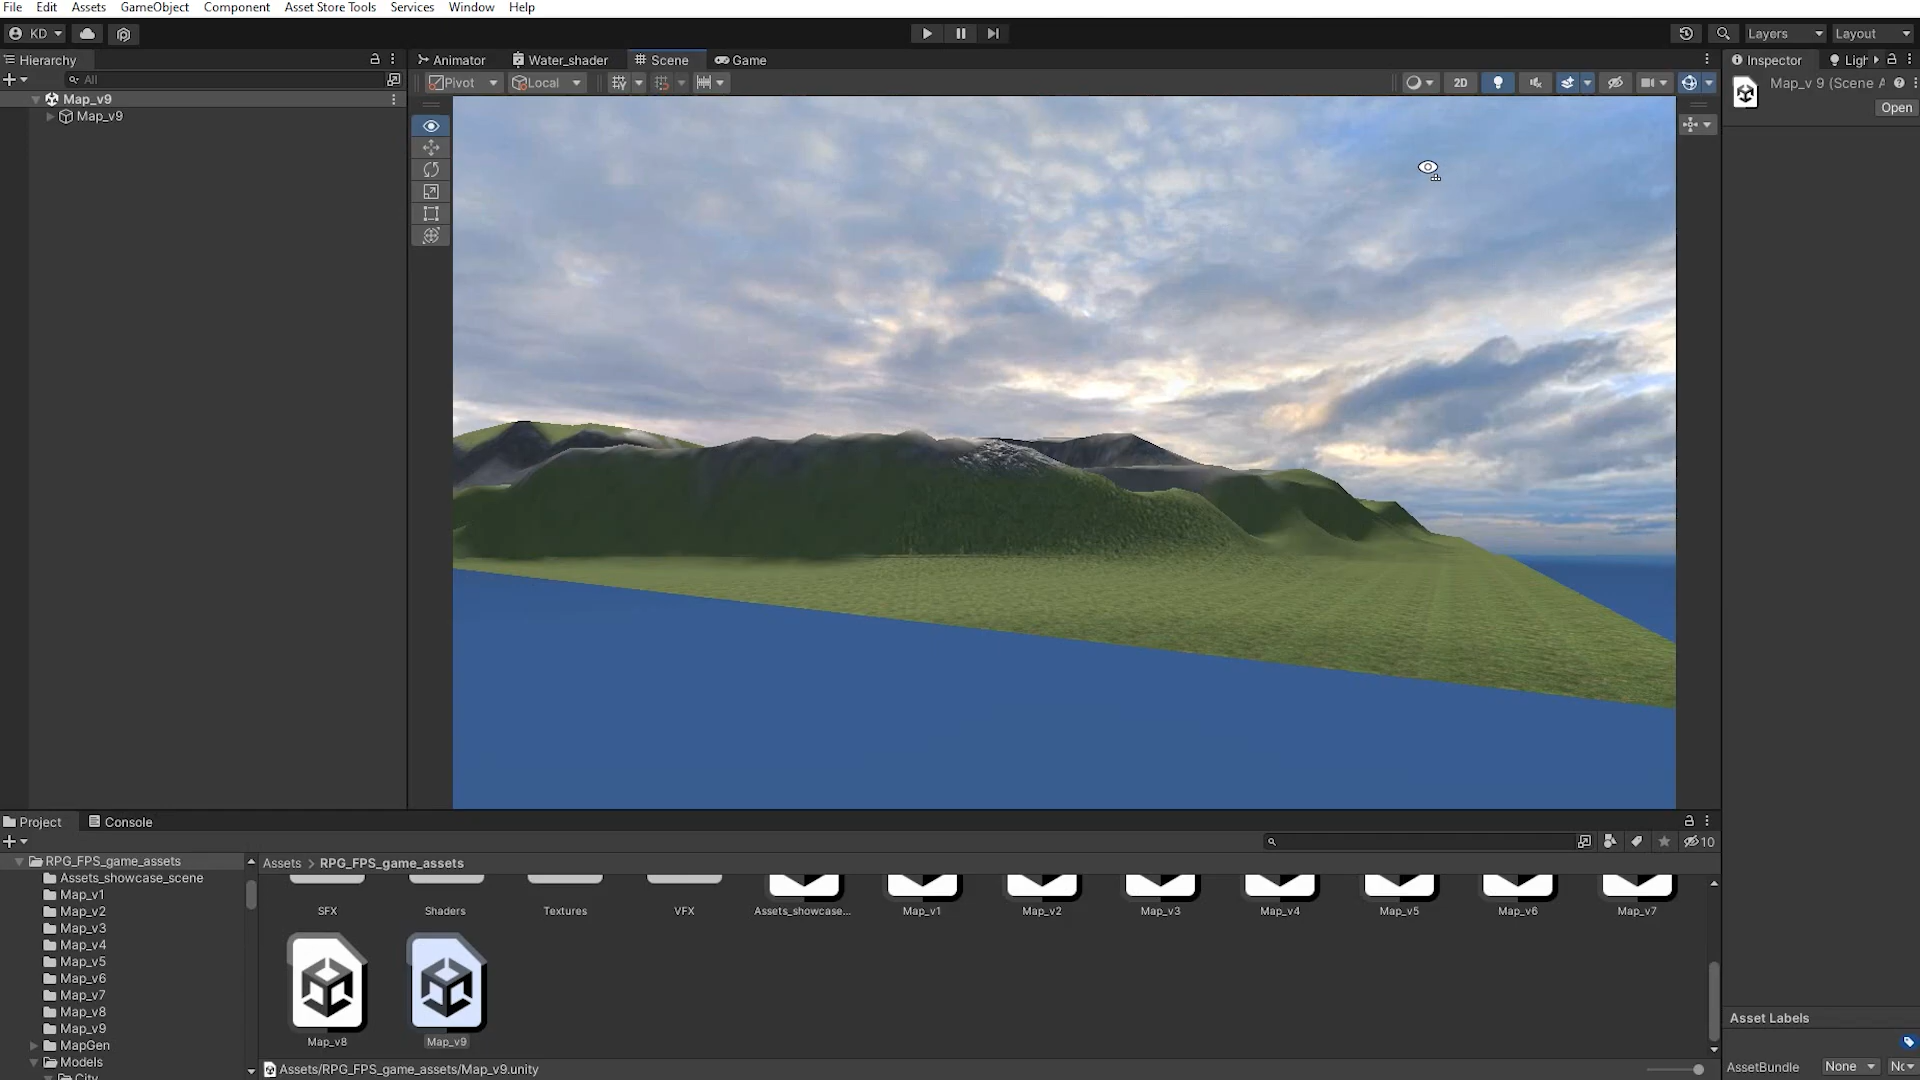 File Edit Assets GameObject Component Asset Store Tools Services Window Help
KD Layers Layout
Hierarchy Animator Water_shader Scene Game Inspector Ligh
All Pivot Local 2D Map_v 9 (Scene A
Map_v9 Open
Map_v9
Project Console
10
RPG_FPS_game_assets Assets > RPG_FPS_game_assets
Assets_showcase_scene
Map_v1
Map_v2 SFX Shaders Textures VFX Assets_showcase... Map_v1 Map_v2 Map_v3 Map_v4 Map_v5 Map_v6 Map_v7
Map_v3
Map_v4
Map_v5
Map_v6
Map_v7
Map_v8 Asset Labels
Map_v9
MapGen Map_v8 Map_v9
Models
City Assets/RPG_FPS_game_assets/Map_v9.unity AssetBundle None